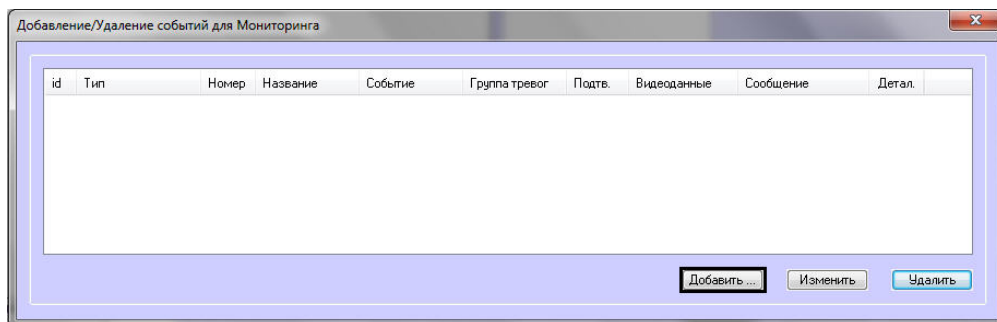 Добавление/Удаление событий для Мониторинга
id Тип Номер Название Событие Группа тревог Подтв. Видеоданные Сообщение Детал.
Добавить ... Изменить Удалить